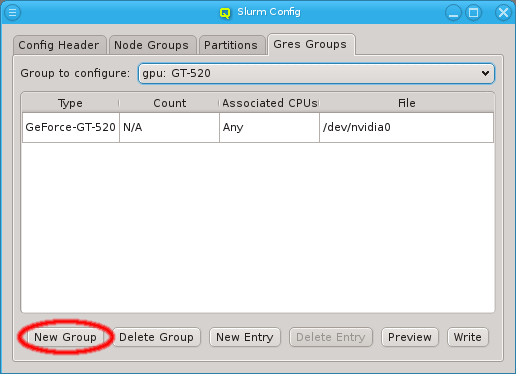 Slurm Config
Config Header Node Groups Partitions Gres Groups
Group to configure: gpu: GT-520
Type Count Associated CPUs File
GeForce-GT-520 N/A Any /dev/nvidia0
New Group Delete Group New Entry Delete Entry Preview Write